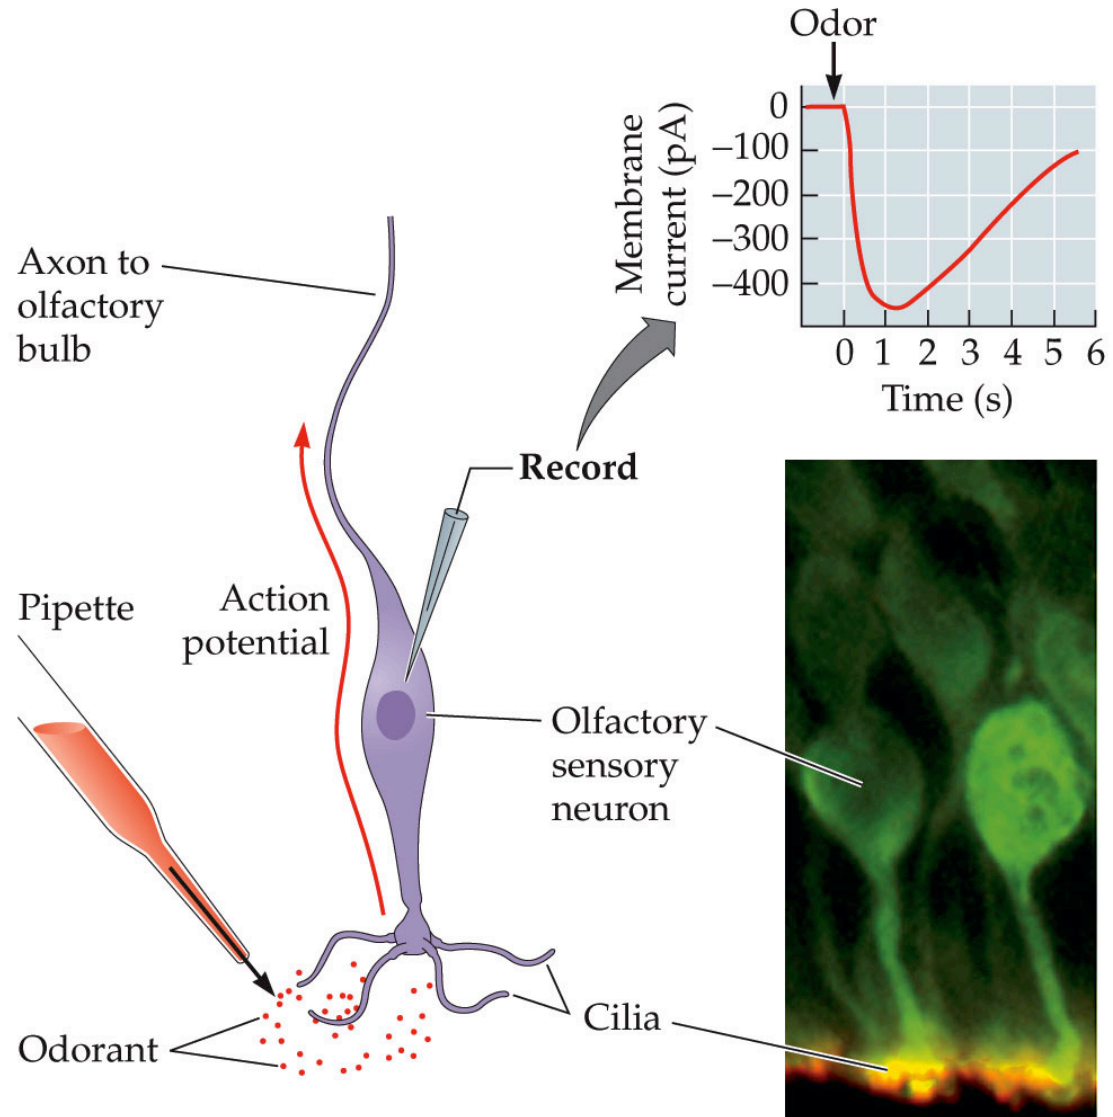 Odor
Membrane
current (pA)
0
−100
−200
−300
−400
0 1 2 3 4 5 6
Time (s)
Axon to
olfactory
bulb
Record
Action
potential
Pipette
Olfactory
sensory
neuron
Cilia
Odorant